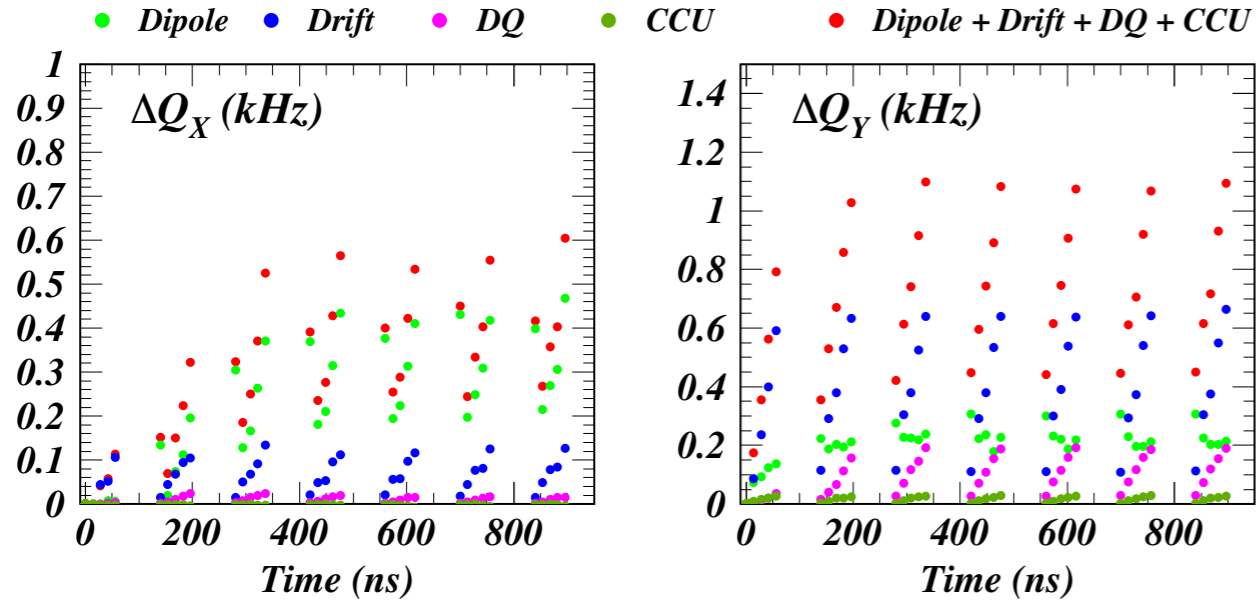 Dipole Drift DQ CCU Dipole + Drift + DQ + CCU
ΔQ_X (kHz)
1
0.9
0.8
0.7
0.6
0.5
0.4
0.3
0.2
0.1
0
0 200 400 600 800
Time (ns)
ΔQ_Y (kHz)
1.4
1.2
1
0.8
0.6
0.4
0.2
0
0 200 400 600 800
Time (ns)